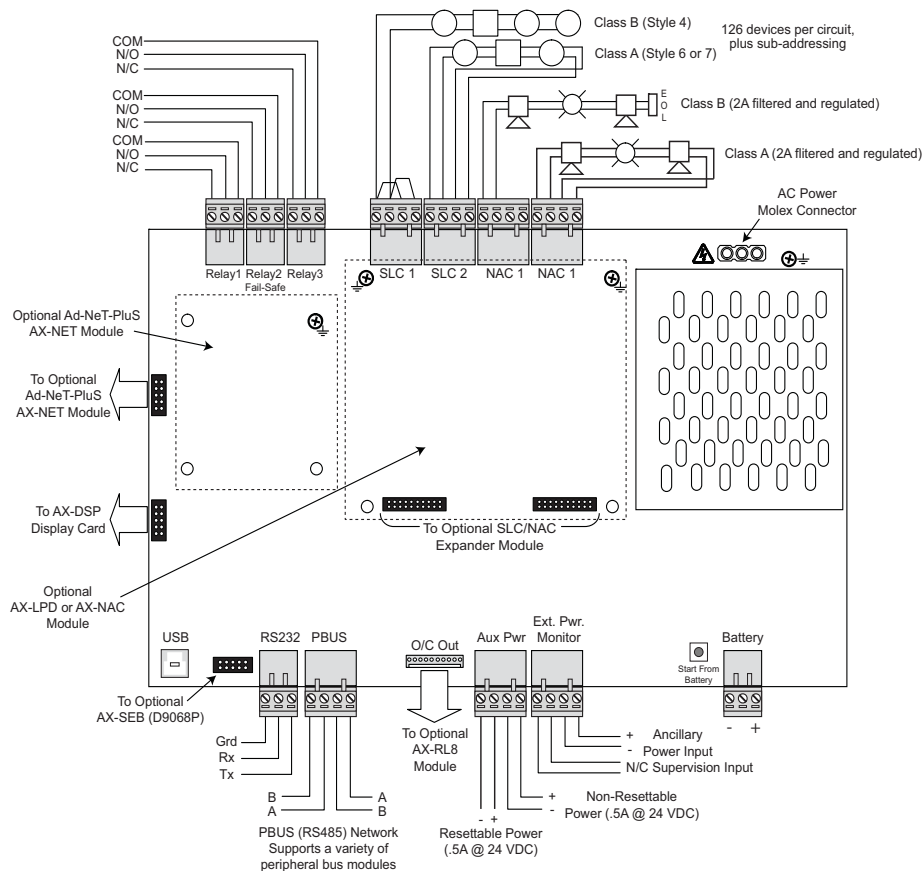 Class B (Style 4)
126 devices per circuit,
plus sub-addressing
Class A (Style 6 or 7)
COM
N/O
N/C
COM
N/O
N/C
COM
N/O
N/C
E
O
L
Class B (2A filtered and regulated)
Class A (2A flitered and regulated)
AC Power
Molex Connector
Relay1
Relay2
Relay3
Fail-Safe
SLC 1
SLC 2
NAC 1
NAC 1
Optional Ad-NeT-PluS
AX-NET Module
To Optional
Ad-NeT-PluS
AX-NET Module
To AX-DSP
Display Card
To Optional SLC/NAC
Expander Module
Optional
AX-LPD or AX-NAC
Module
USB
RS232
PBUS
O/C Out
Aux Pwr
Ext. Pwr.
Monitor
Start From
Battery
Battery
- +
To Optional
AX-SEB (D9068P)
Grd
Rx
Tx
B
A
A
B
PBUS (RS485) Network
Supports a variety of
peripheral bus modules
To Optional
AX-RL8
Module
+ Ancillary
- Power Input
N/C Supervision Input
+ Non-Resettable
- Power (.5A @ 24 VDC)
- +
Resettable Power
(.5A @ 24 VDC)